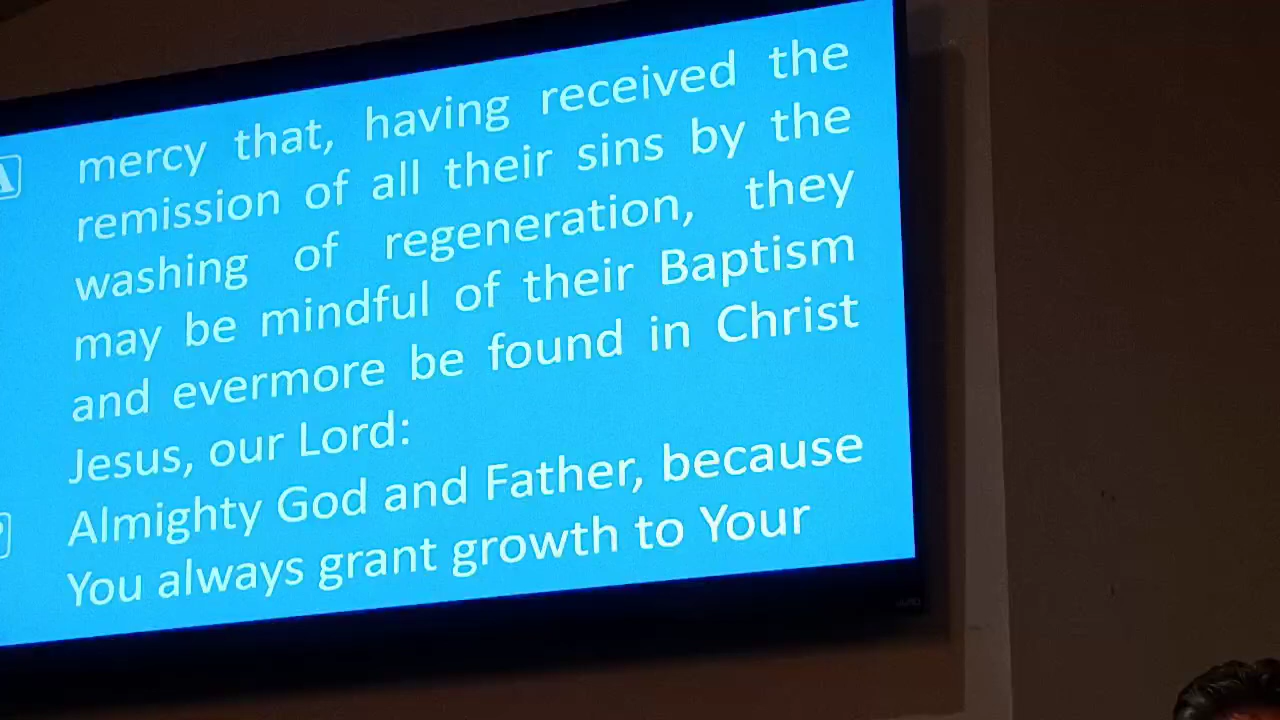 A mercy that, having received the
remission of all their sins by the
washing of regeneration, they
may be mindful of their Baptism
and evermore be found in Christ
Jesus, our Lord:
Almighty God and Father, because
You always grant growth to Your